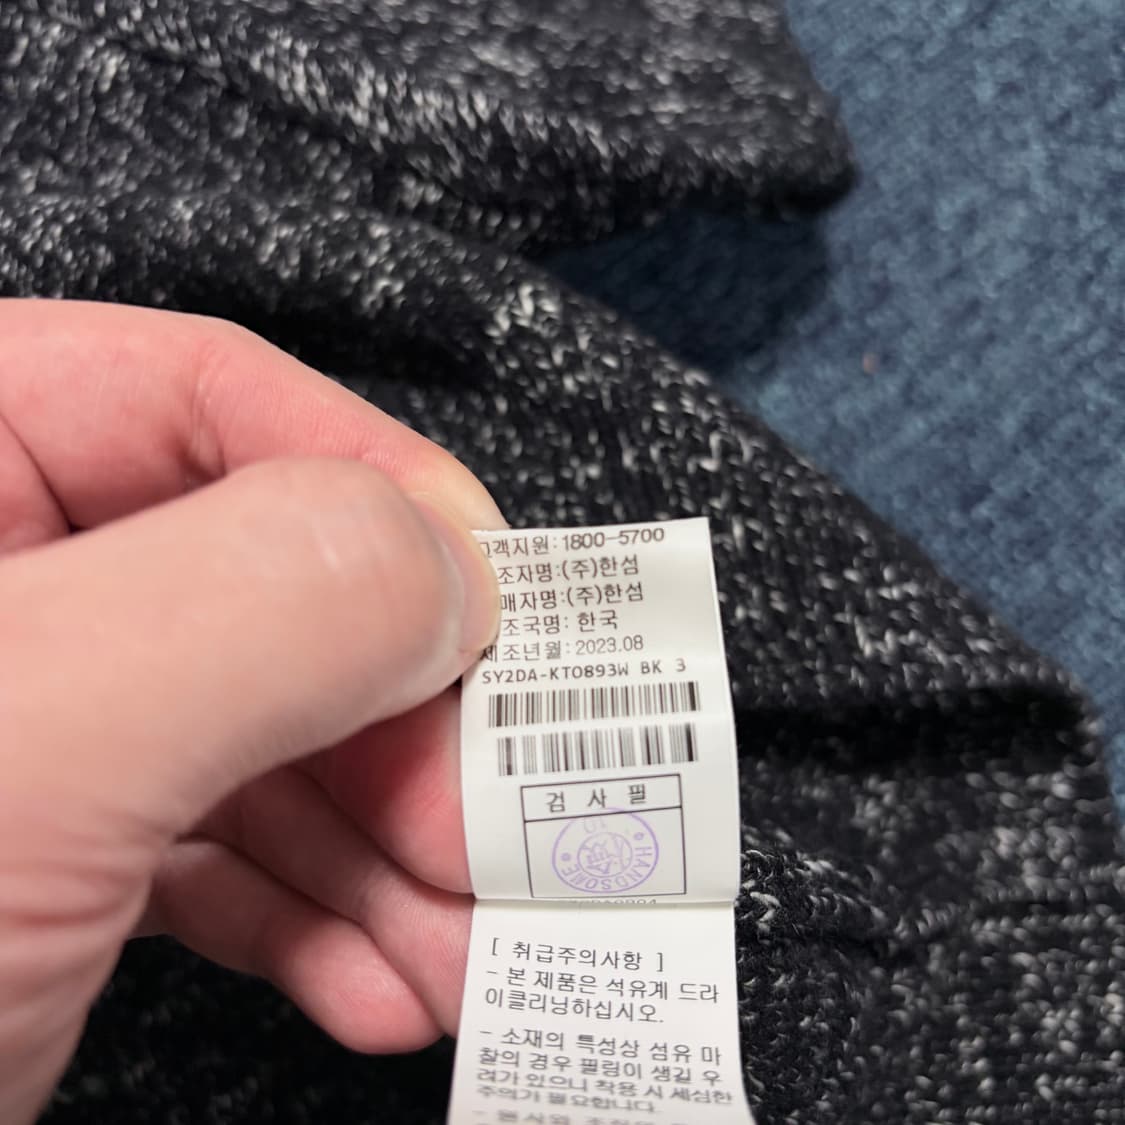 고객지원:1800-5700
조자명:(주)한섬
매자명:(주)한섬
조국명: 한국
제조년월:2023.08
SY2DA-KTO893W BK 3
검 사 필
HANDSOME
[ 취급주의사항 ]
- 본 제품은 석유계 드라
이클리닝하십시오.
- 소재의 특성상 섬유 마
찰의 경우 필링이 생길 우
려가 있으니 착용 시 세심한
주의가 필요합니다.